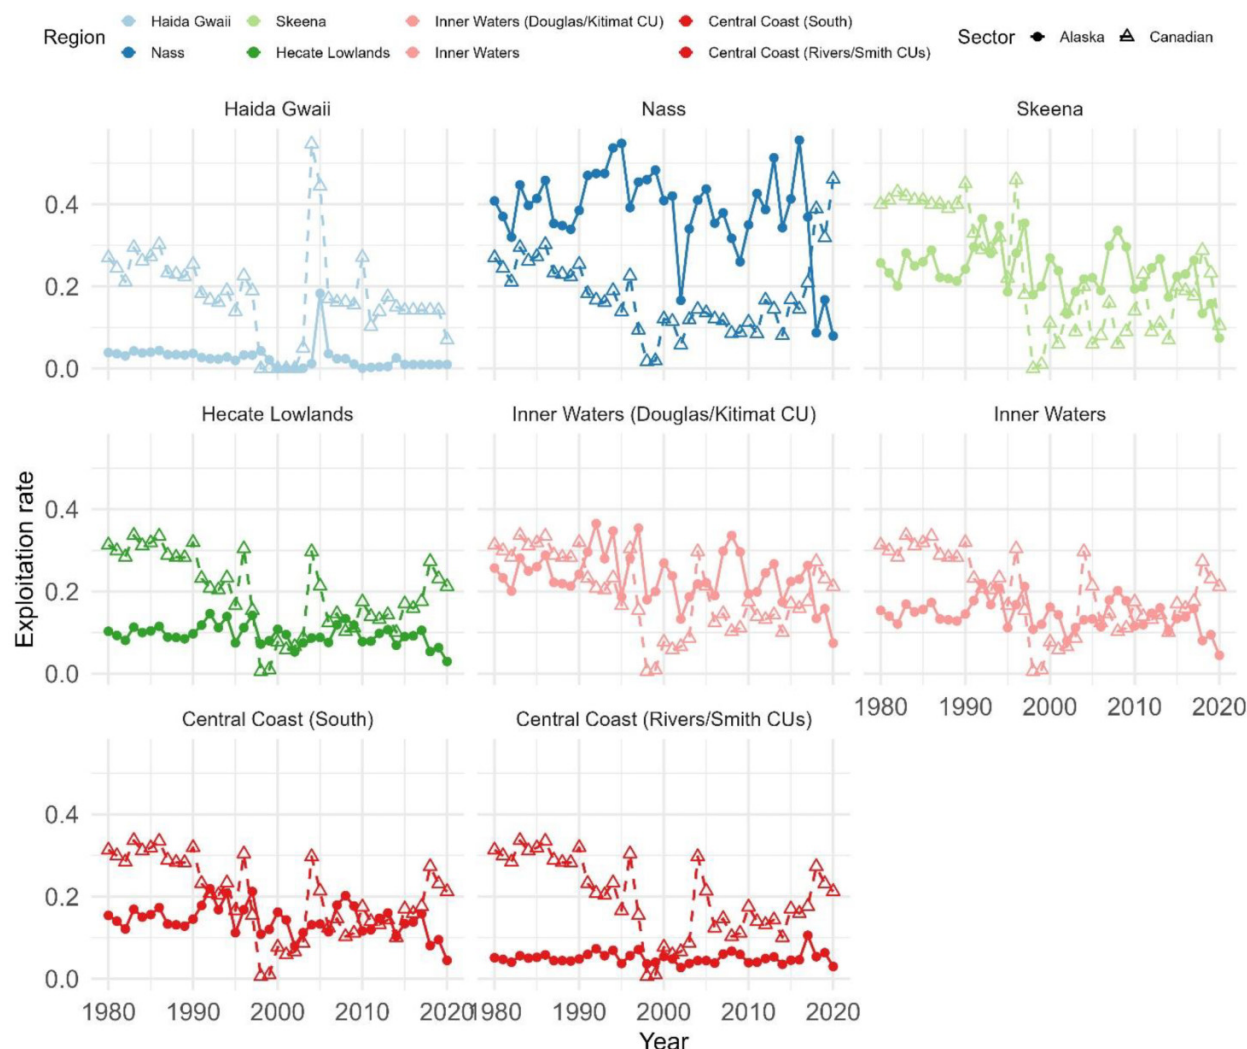 Region
Haida Gwaii
Skeena
Inner Waters (Douglas/Kitimat CU)
Central Coast (South)
Nass
Hecate Lowlands
Inner Waters
Central Coast (Rivers/Smith CUs)
Sector
Alaska
Canadian
Haida Gwaii
Nass
Skeena
0.4
0.2
0.0
Hecate Lowlands
Inner Waters (Douglas/Kitimat CU)
Inner Waters
Exploitation rate
0.4
0.2
0.0
1980 1990 2000 2010 2020
Central Coast (South)
Central Coast (Rivers/Smith CUs)
0.4
0.2
0.0
1980 1990 2000 2010 2020
1980 1990 2000 2010 2020
Year